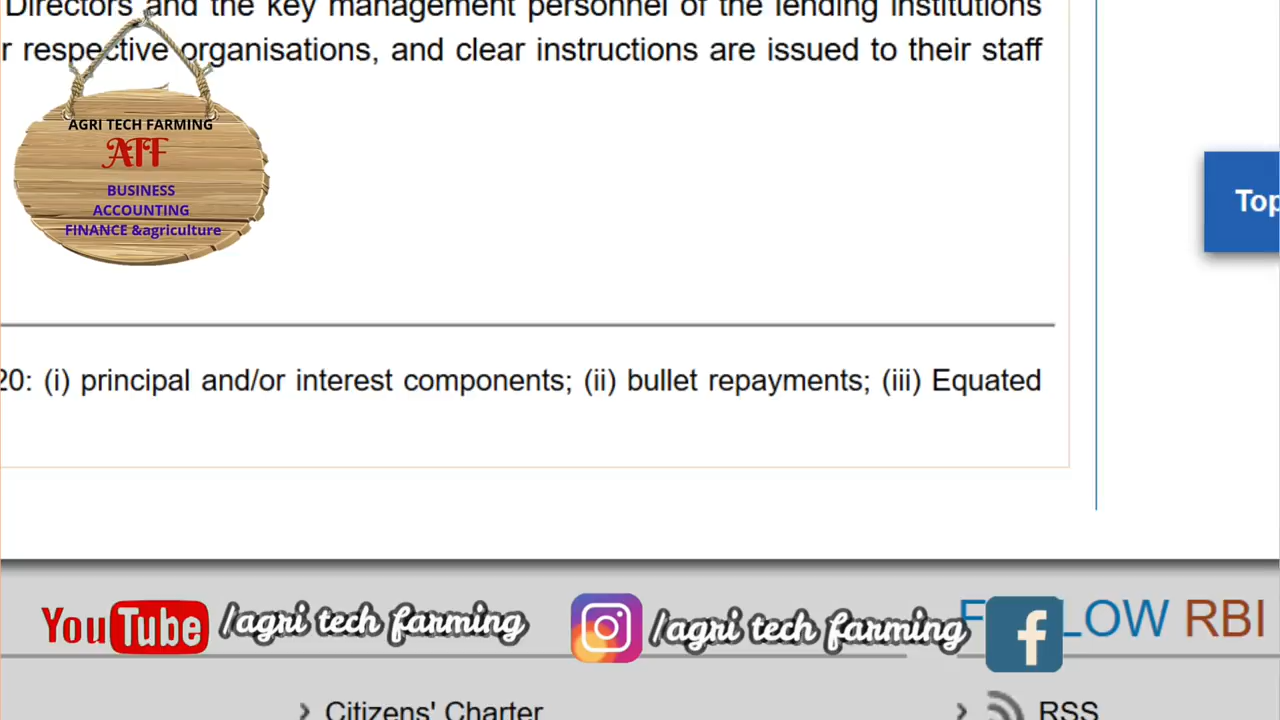 Directors and the key management personnel of the lending institutions
r respective organisations, and clear instructions are issued to their staff
AGRI TECH FARMING
ATF
BUSINESS
ACCOUNTING
FINANCE &agriculture
Top
20: (i) principal and/or interest components; (ii) bullet repayments; (iii) Equated
YouTube /agri tech farming
/agri tech farming
f
LOW RBI
Citizens' Charter
RSS